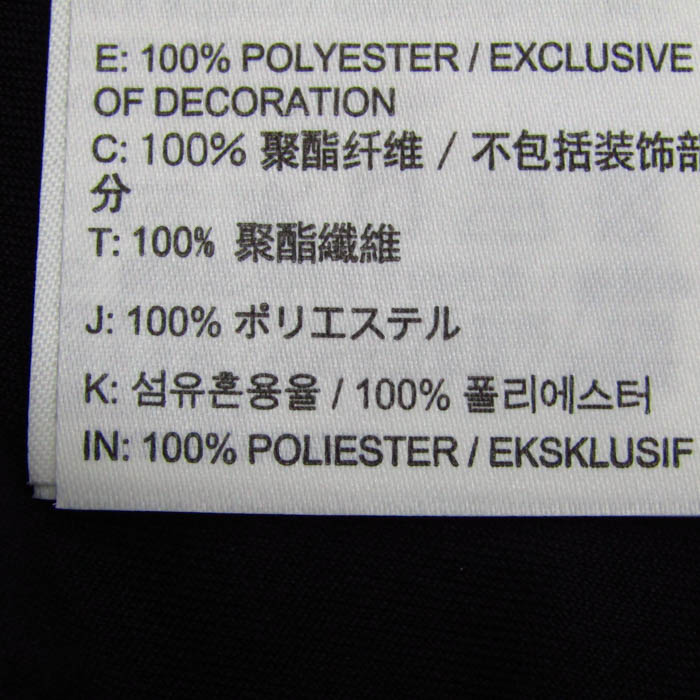 E: 100% POLYESTER / EXCLUSIVE
OF DECORATION
C: 100% 聚酯纤维 / 不包括装饰部
分
T: 100% 聚酯纖維
J: 100% ポリエステル
K: 섬유혼용율 / 100% 폴리에스터
IN: 100% POLIESTER / EKSKLUSIF